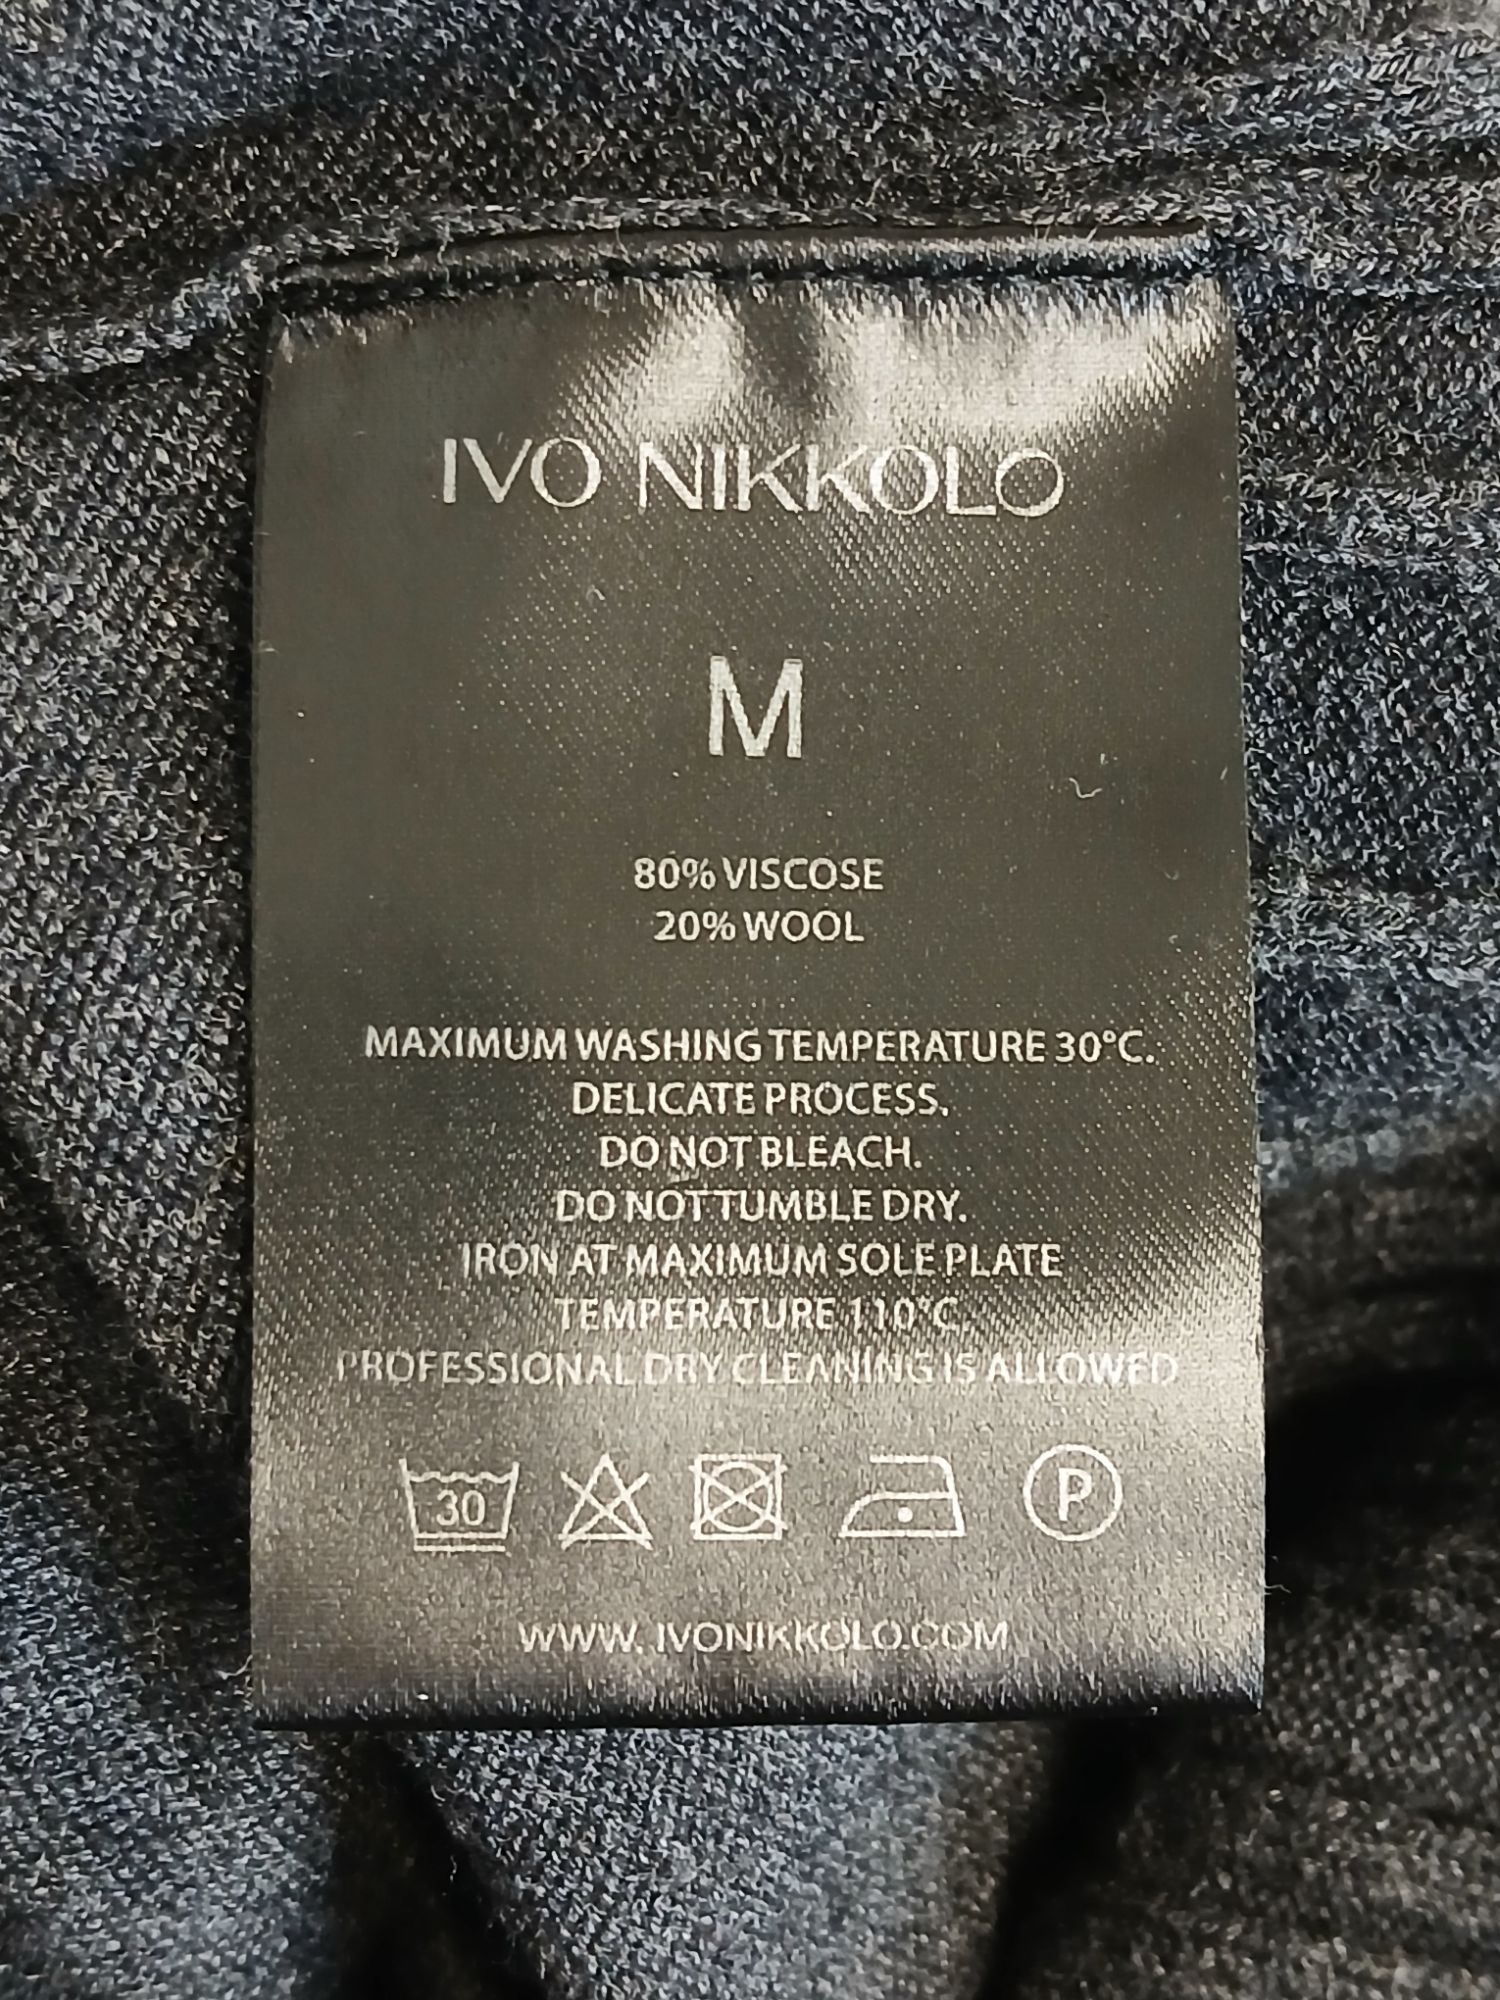 IVO NIKKOLO
M
80% VISCOSE
20% WOOL
MAXIMUM WASHING TEMPERATURE 30°C.
DELICATE PROCESS.
DO NOT BLEACH.
DO NOT TUMBLE DRY.
IRON AT MAXIMUM SOLE PLATE
TEMPERATURE 110°C.
PROFESSIONAL DRY CLEANING IS ALLOWED
30 P
WWW. IVONIKKOLO.COM